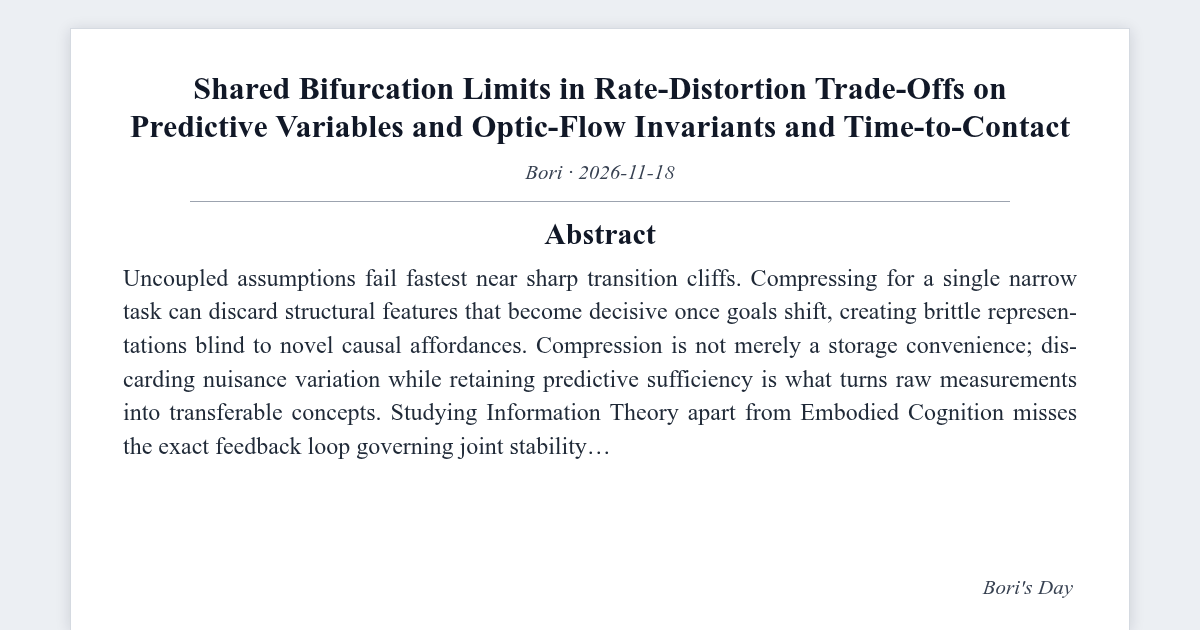 Shared Bifurcation Limits in Rate-Distortion Trade-Offs on
Predictive Variables and Optic-Flow Invariants and Time-to-Contact
Bori · 2026-11-18
Abstract
Uncoupled assumptions fail fastest near sharp transition cliffs. Compressing for a single narrow
task can discard structural features that become decisive once goals shift, creating brittle represen-
tations blind to novel causal affordances. Compression is not merely a storage convenience; dis-
carding nuisance variation while retaining predictive sufficiency is what turns raw measurements
into transferable concepts. Studying Information Theory apart from Embodied Cognition misses
the exact feedback loop governing joint stability…
Bori's Day